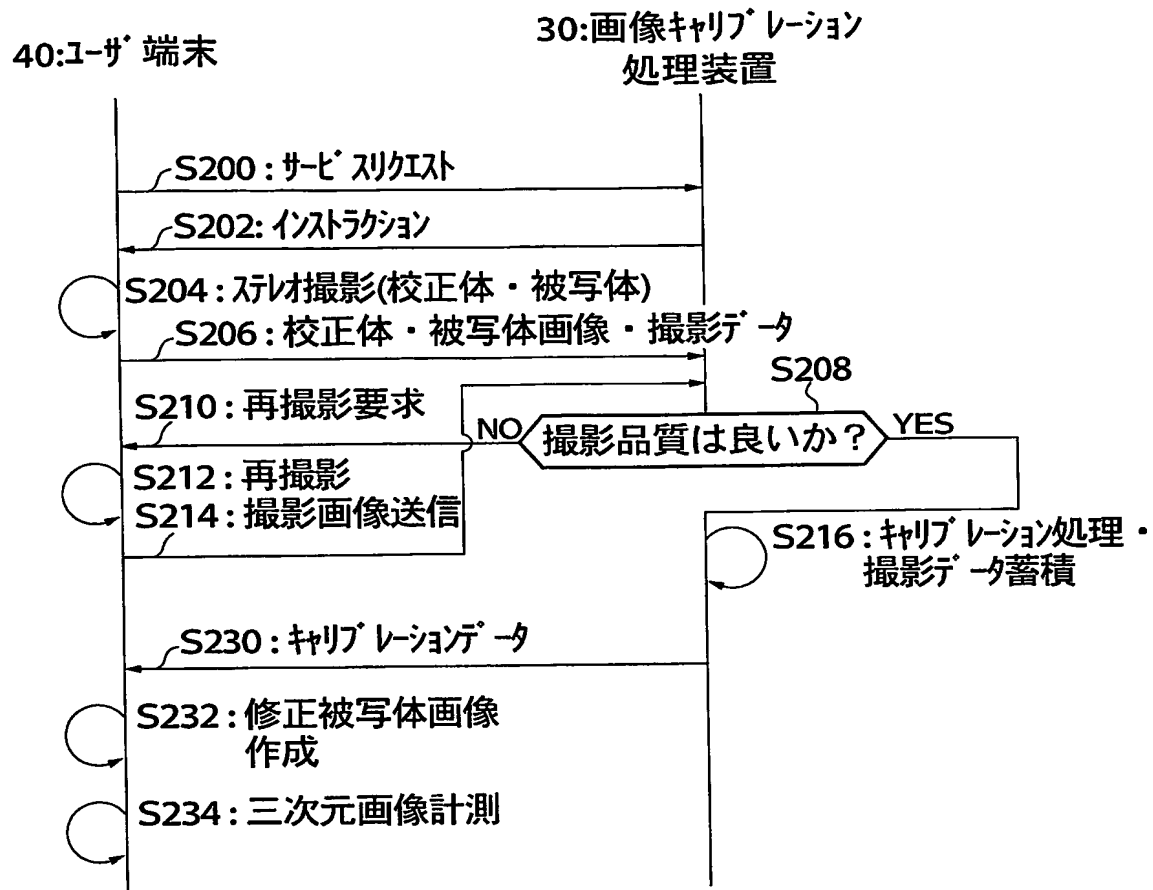 40:ユーザ端末
30:画像キャリブレーション
処理装置
S200:サービスリクエスト
S202:インストラクション
S204:ステレオ撮影(校正体・被写体)
S206:校正体・被写体画像・撮影データ
S208
S210:再撮影要求
NO
撮影品質は良いか?
YES
S212:再撮影
S214:撮影画像送信
S216:キャリブレーション処理・
撮影データ蓄積
S230:キャリブレーションデータ
S232:修正被写体画像
作成
S234:三次元画像計測